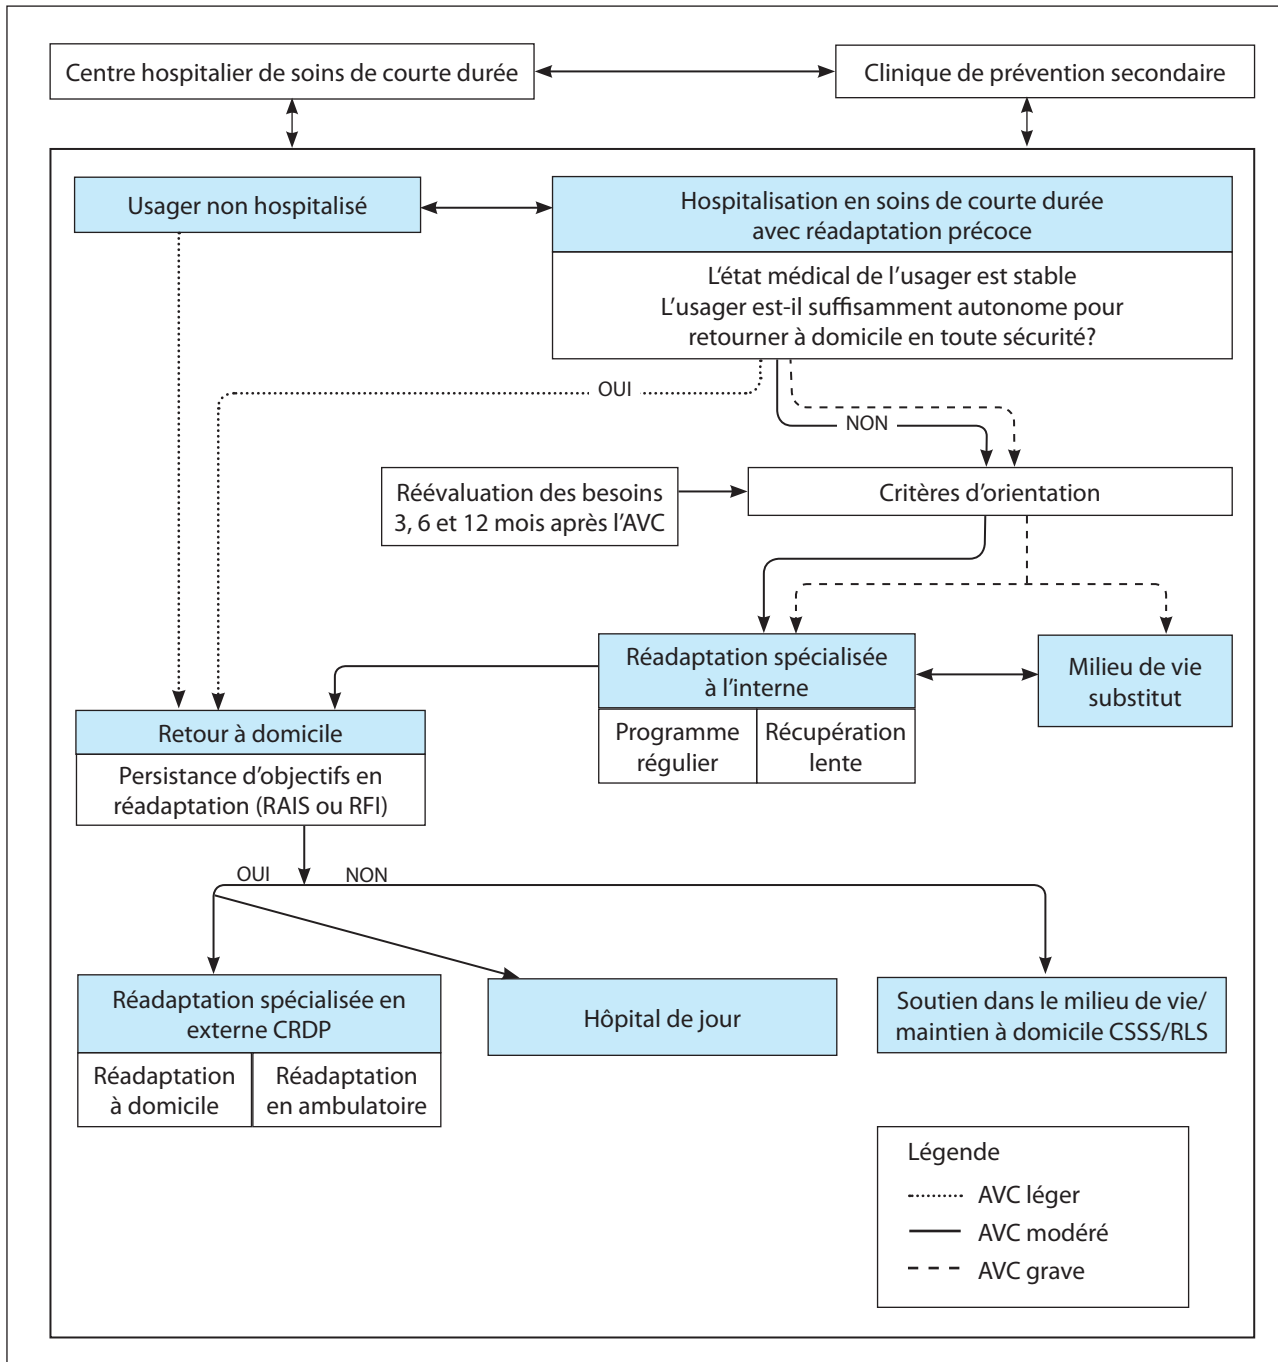 Centre hospitalier de soins de courte durée
Clinique de prévention secondaire
Usager non hospitalisé
Hospitalisation en soins de courte durée
avec réadaptation précoce
L'état médical de l'usager est stable
L'usager est-il suffisamment autonome pour
retourner à domicile en toute sécurité?
OUI
NON
Réévaluation des besoins
3, 6 et 12 mois après l'AVC
Critères d'orientation
Réadaptation spécialisée
à l'interne
Programme
régulier
Récupération
lente
Milieu de vie
substitut
Retour à domicile
Persistance d'objectifs en
réadaptation (RAIS ou RFI)
OUI
NON
Réadaptation spécialisée en
externe CRDP
Réadaptation
à domicile
Réadaptation
en ambulatoire
Hôpital de jour
Soutien dans le milieu de vie/
maintien à domicile CSSS/RLS
Légende
AVC léger
AVC modéré
AVC grave